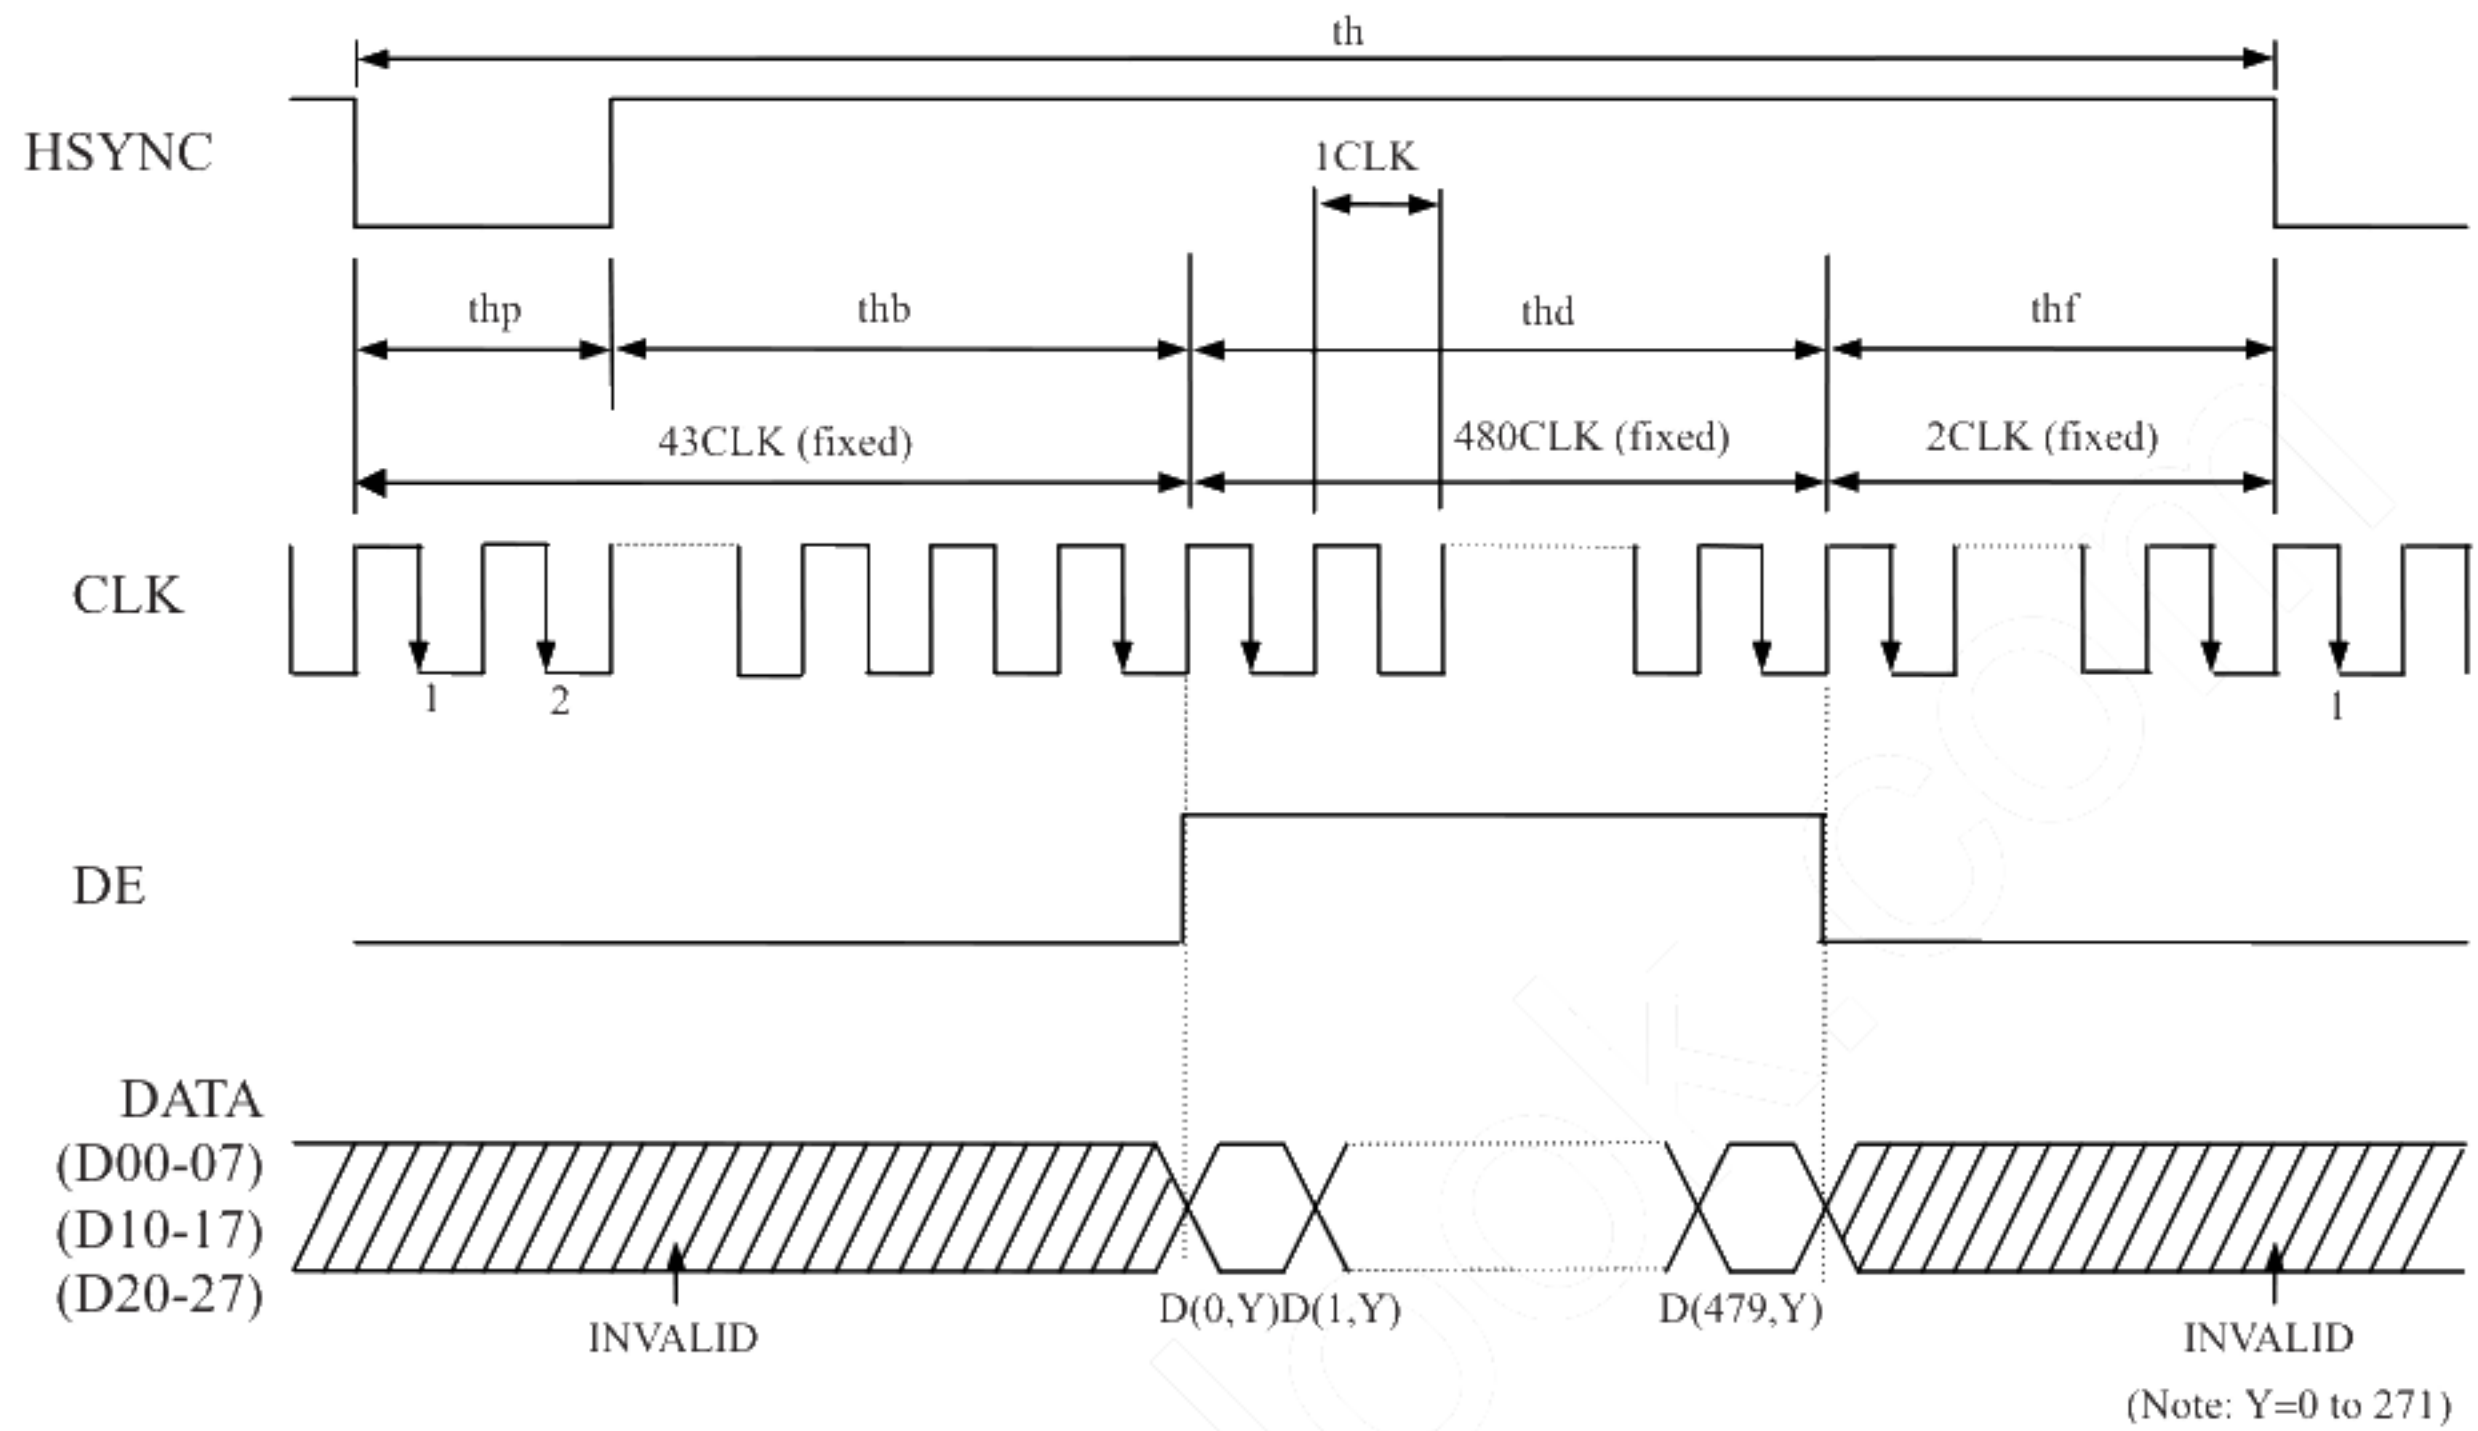 th
HSYNC
1CLK
thp thb thd thf
43CLK (fixed) 480CLK (fixed) 2CLK (fixed)
CLK
1 2 1
DE
DATA
(D00-07)
(D10-17)
(D20-27)
D(0,Y)D(1,Y) D(479,Y)
INVALID INVALID
(Note: Y=0 to 271)